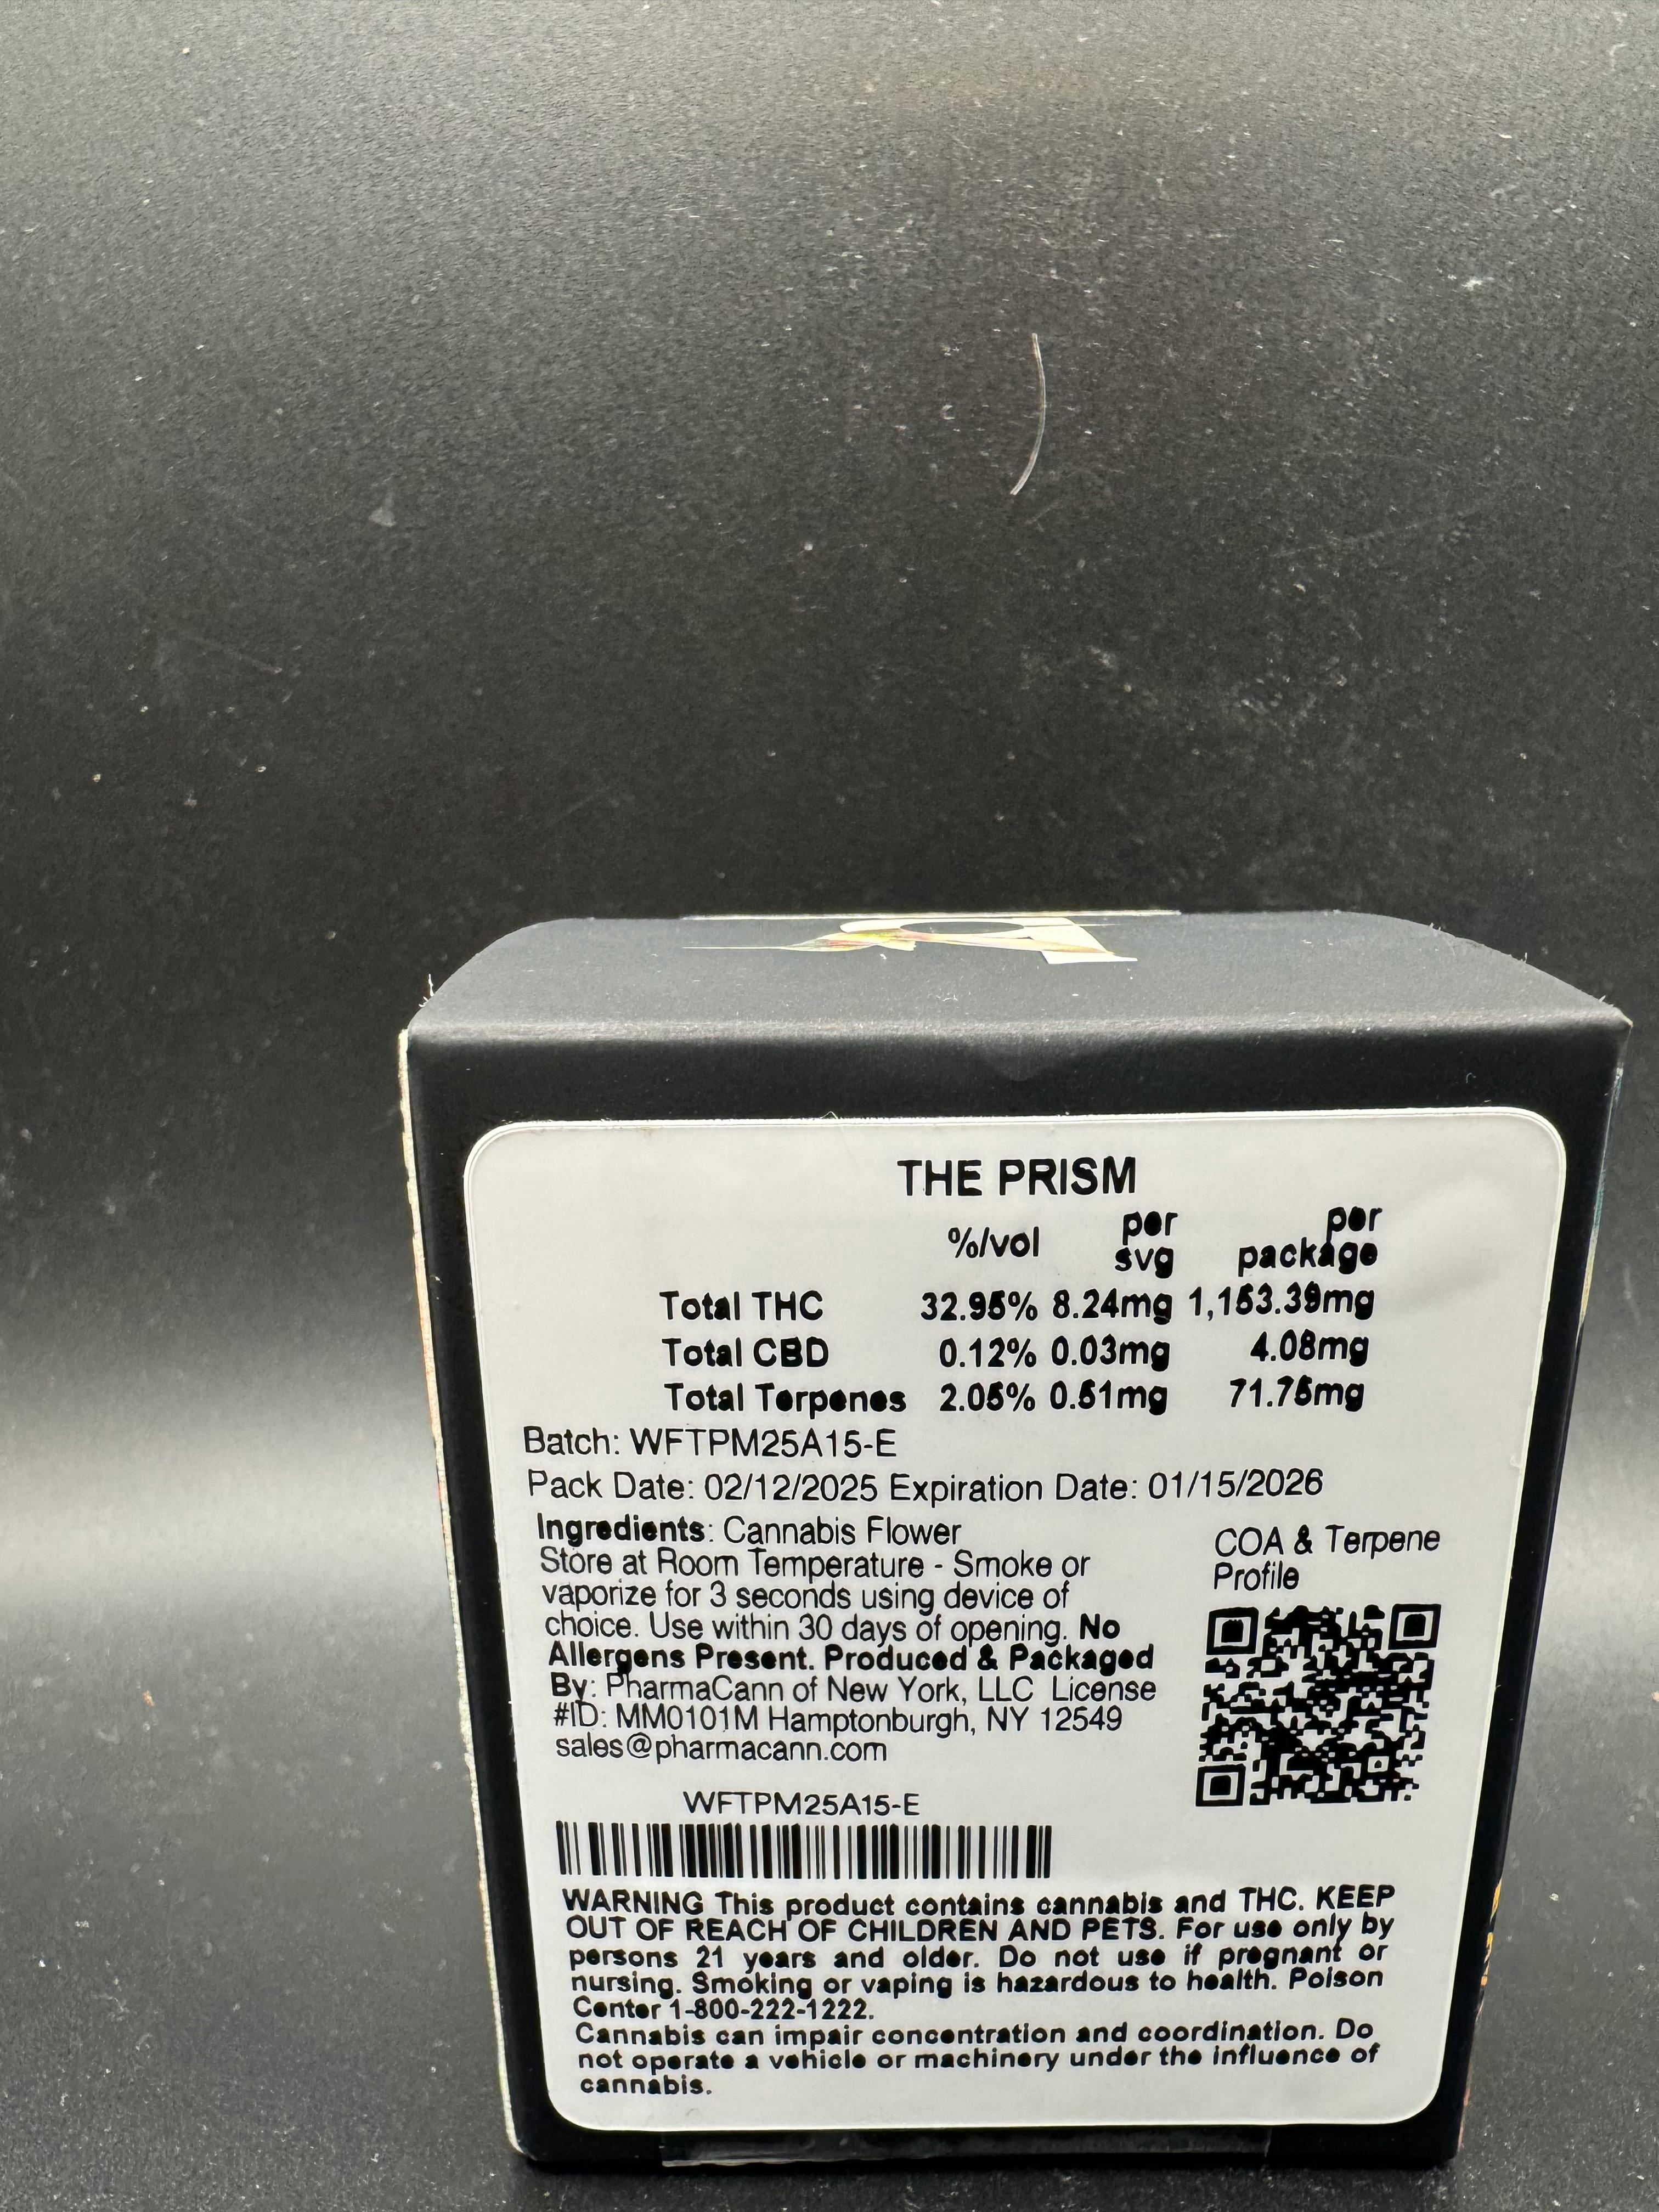 THE PRISM
%/vol per svg per package
Total THC 32.95% 8.24mg 1,153.39mg
Total CBD 0.12% 0.03mg 4.08mg
Total Terpenes 2.05% 0.51mg 71.75mg
Batch: WFTPM25A15-E
Pack Date: 02/12/2025 Expiration Date: 01/15/2026
Ingredients: Cannabis Flower
Store at Room Temperature - Smoke or
vaporize for 3 seconds using device of
choice. Use within 30 days of opening. No
Allergens Present. Produced & Packaged
By: PharmaCann of New York, LLC License
#ID: MM0101M Hamptonburgh, NY 12549
sales@pharmacann.com
COA & Terpene
Profile
WFTPM25A15-E
WARNING This product contains cannabis and THC. KEEP
OUT OF REACH OF CHILDREN AND PETS. For use only by
persons 21 years and older. Do not use if pregnant or
nursing. Smoking or vaping is hazardous to health. Poison
Center 1-800-222-1222.
Cannabis can impair concentration and coordination. Do
not operate a vehicle or machinery under the influence of
cannabis.